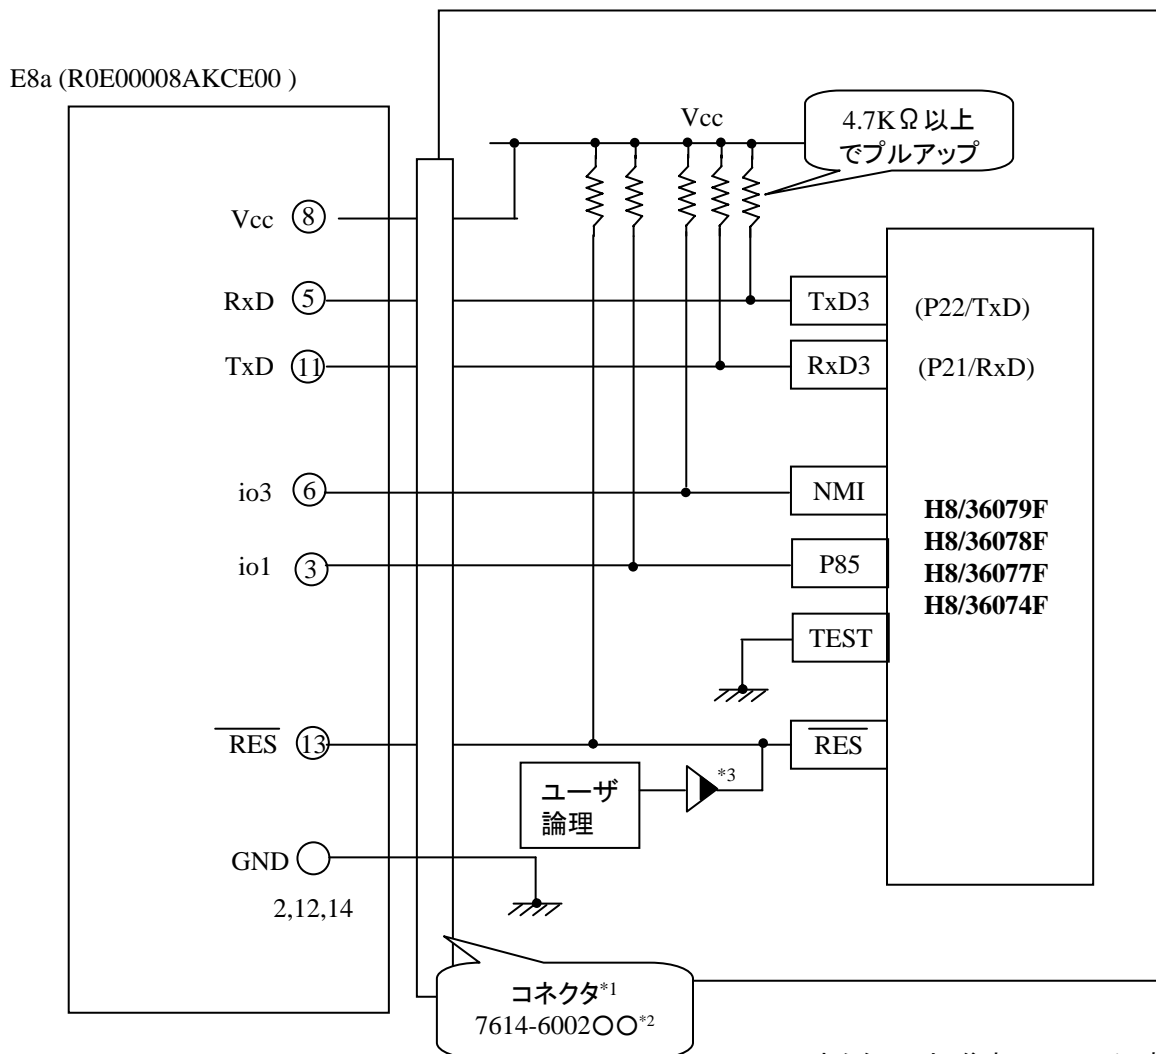 E8a (R0E00008AKCE00 )
Vcc
4.7KΩ以上
でプルアップ
Vcc ⑧
RxD ⑤
TxD3
(P22/TxD)
TxD ⑪
RxD3
(P21/RxD)
io3 ⑥
NMI
H8/36079F
H8/36078F
H8/36077F
H8/36074F
io1 ③
P85
TEST
RES ⑬
RES
ユーザ
論理
*3
GND
2,12,14
コネクタ*1
7614-6002〇〇*2